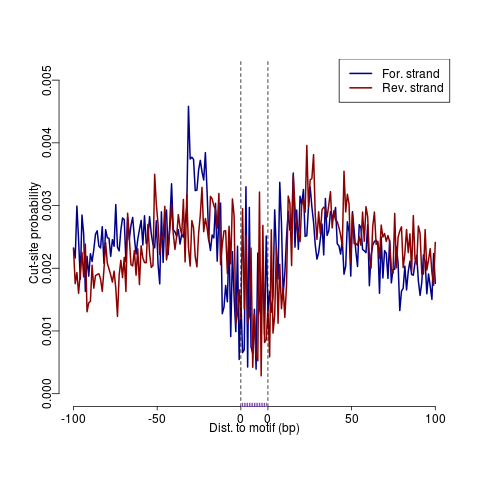 For. strand
Rev. strand
Cut-site probability
0.005
0.004
0.003
0.002
0.001
0.000
-100 -50 0 0 50 100
Dist. to motif (bp)